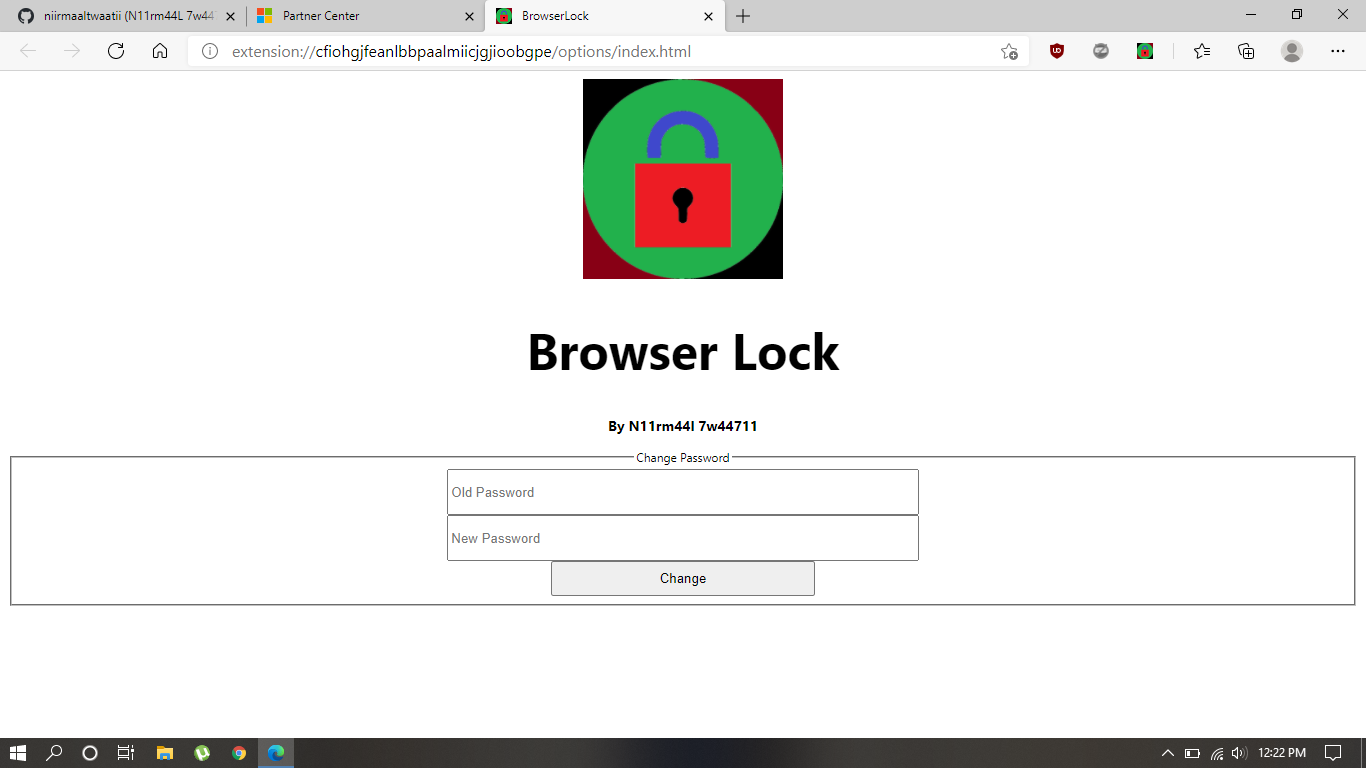 niirmaaltwaatii (N11rm44L 7w44
Partner Center
BrowserLock
extension://cfiohgjfeanlbbpaalmiicjgjioobgpe/options/index.html
Browser Lock
By N11rm44l 7w44711
Change Password
Old Password
New Password
Change
12:22 PM